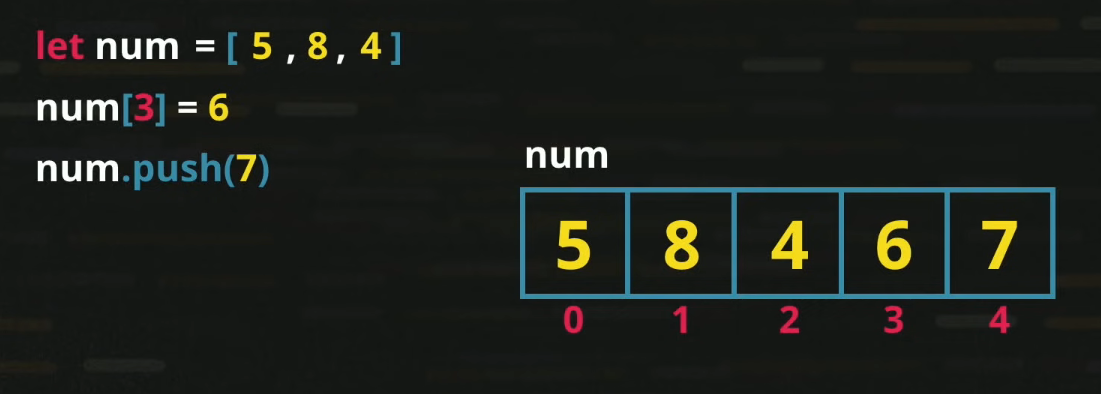 let num = [ 5 , 8 , 4 ]
num[3] = 6
num.push(7)
num
5 8 4 6 7
0 1 2 3 4